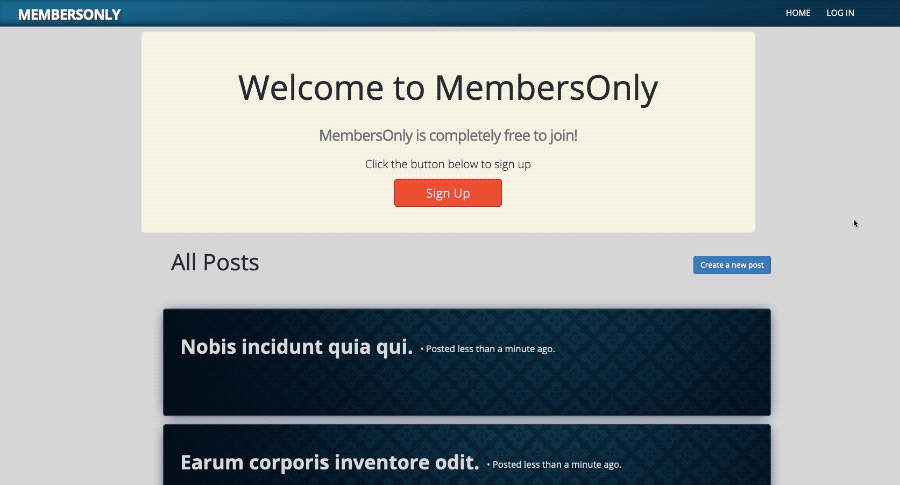 MEMBERSONLY
HOME LOG IN
Welcome to MembersOnly
MembersOnly is completely free to join!
Click the button below to sign up
Sign Up
All Posts
Create a new post
Nobis incidunt quia qui. • Posted less than a minute ago.
Earum corporis inventore odit. • Posted less than a minute ago.